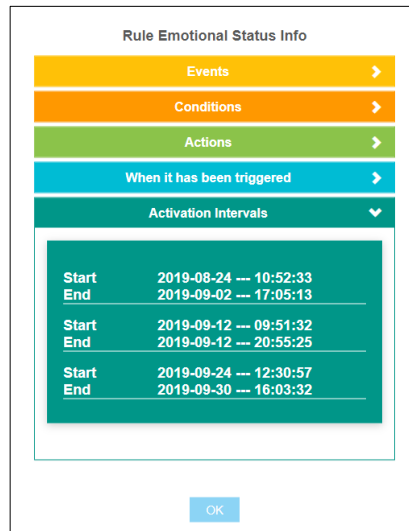 Rule Emotional Status Info
Events
Conditions
Actions
When it has been triggered
Activation Intervals
Start 2019-08-24 --- 10:52:33
End 2019-09-02 --- 17:05:13
Start 2019-09-12 --- 09:51:32
End 2019-09-12 --- 20:55:25
Start 2019-09-24 --- 12:30:57
End 2019-09-30 --- 16:03:32
OK